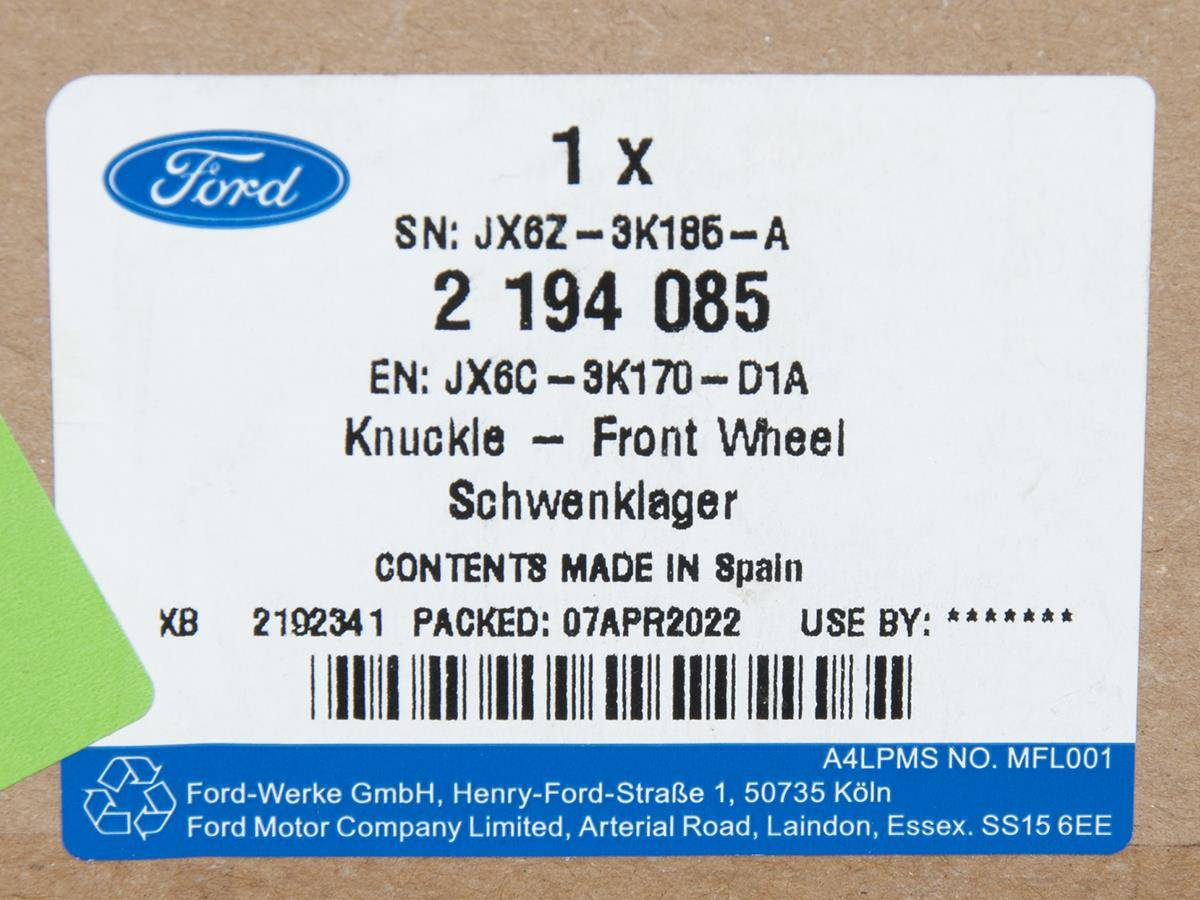 Ford
1 x
SN: JX6Z-3K185-A
2 194 085
EN: JX6C-3K170-D1A
Knuckle - Front Wheel
Schwenklager
CONTENTS MADE IN Spain
XB 2192341 PACKED: 07APR2022 USE BY: *******
A4LPMS NO. MFL001
Ford-Werke GmbH, Henry-Ford-Straße 1, 50735 Köln
Ford Motor Company Limited, Arterial Road, Laindon, Essex. SS15 6EE